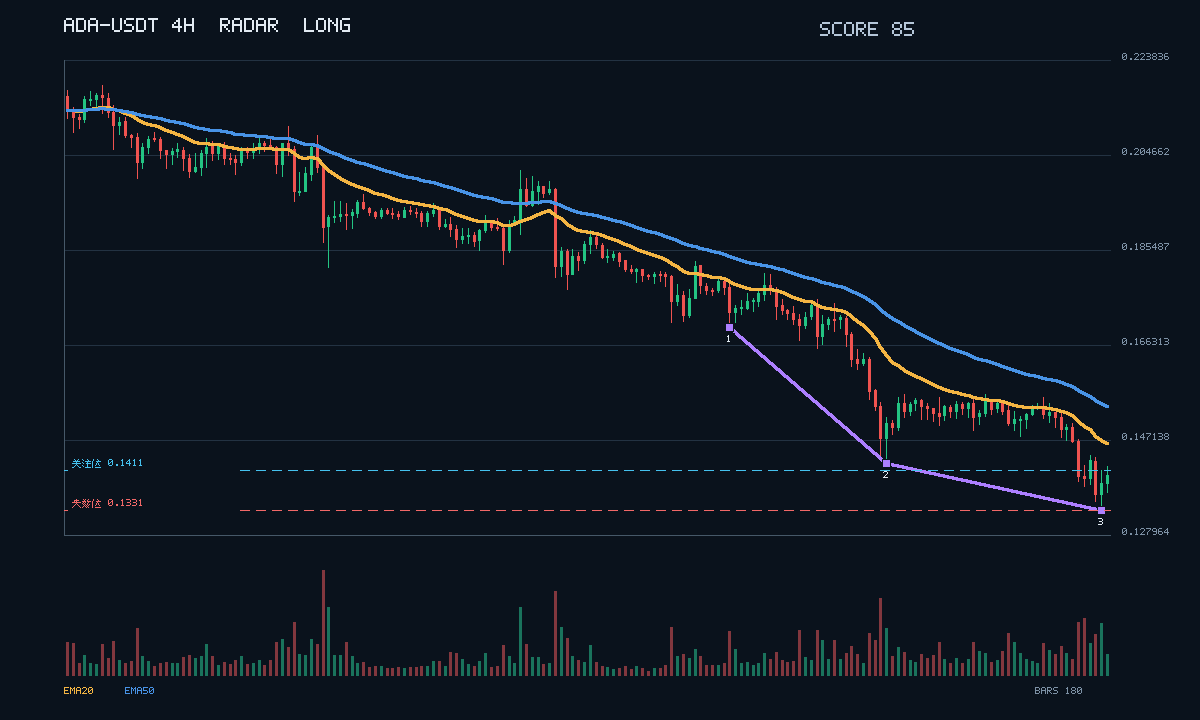 ADA-USDT 4H  RADAR  LONG
SCORE 85
0.223836
0.204662
0.185487
0.166313
1
0.147138
关注位 0.1411
2
失效位 0.1331
3
0.127964
EMA20
EMA50
BARS 180